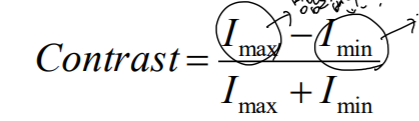 Contrast = (I_max − I_min) / (I_max + I_min)